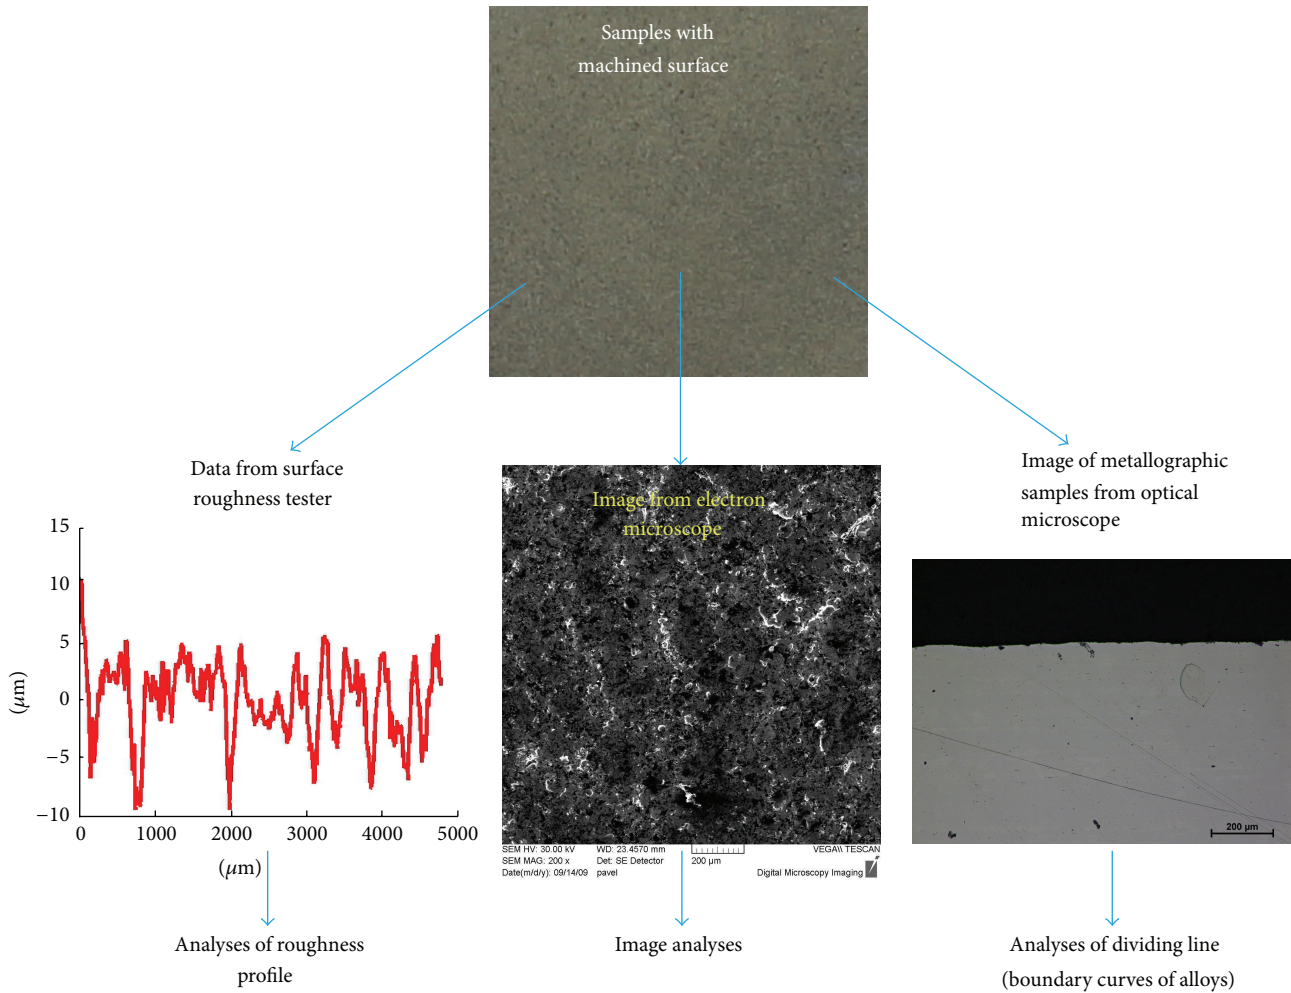 Samples with
machined surface
Data from surface
roughness tester
15
10
5
0
−5
−10
(μm)
0
1000
2000
3000
4000
5000
(μm)
Analyses of roughness
profile
Image from electron
microscope
SEM HV: 30.00 kV WD: 23.4570 mm VEGA\\ TESCAN
SEM MAG: 200 x Det: SE Detector 200 μm
Date(m/d/y): 09/14/09 pavel Digital Microscopy Imaging
Image analyses
Image of metallographic
samples from optical
microscope
200 μm
Analyses of dividing line
(boundary curves of alloys)